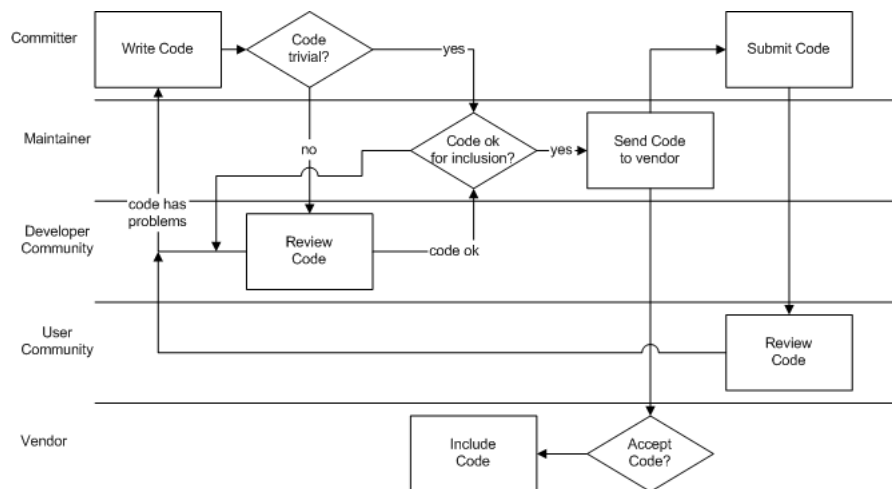 Committer
Write Code
Code
trivial?
yes
Submit Code
Maintainer
no
Code ok
for inclusion?
yes
Send Code
to vendor
code has
problems
Developer
Community
Review
Code
code ok
User
Community
Review
Code
Vendor
Include
Code
Accept
Code?